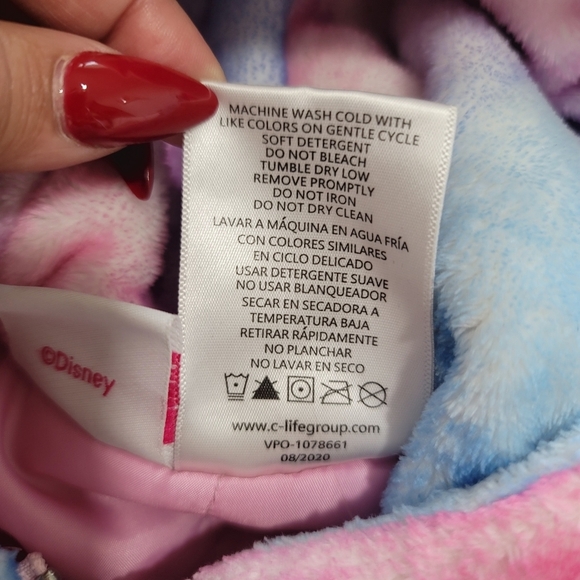 MACHINE WASH COLD WITH
LIKE COLORS ON GENTLE CYCLE
SOFT DETERGENT
DO NOT BLEACH
TUMBLE DRY LOW
REMOVE PROMPTLY
DO NOT IRON
DO NOT DRY CLEAN
LAVAR A MÁQUINA EN AGUA FRÍA
CON COLORES SIMILARES
EN CICLO DELICADO
USAR DETERGENTE SUAVE
NO USAR BLANQUEADOR
SECAR EN SECADORA A
TEMPERATURA BAJA
RETIRAR RÁPIDAMENTE
NO PLANCHAR
NO LAVAR EN SECO
www.c-lifegroup.com
VPO-1078661
08/2020
©Disney